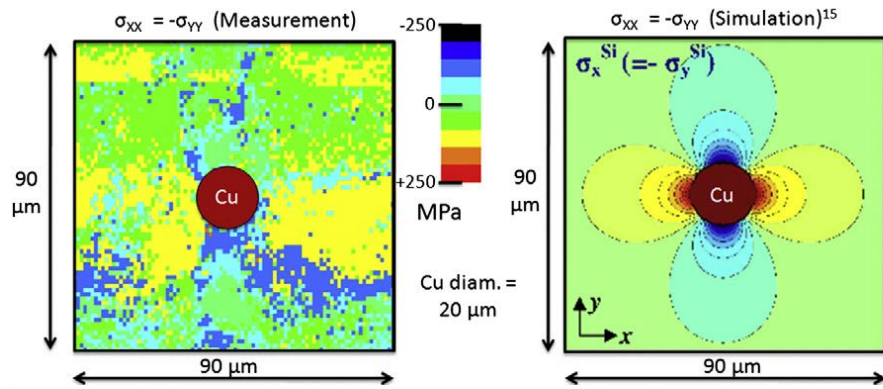 σXX = -σYY (Measurement)
90
μm
Cu
90 μm
-250
0
+250
MPa
Cu diam. =
20 μm
σXX = -σYY (Simulation)15
90
μm
σxSi (=- σySi)
Cu
y
x
90 μm